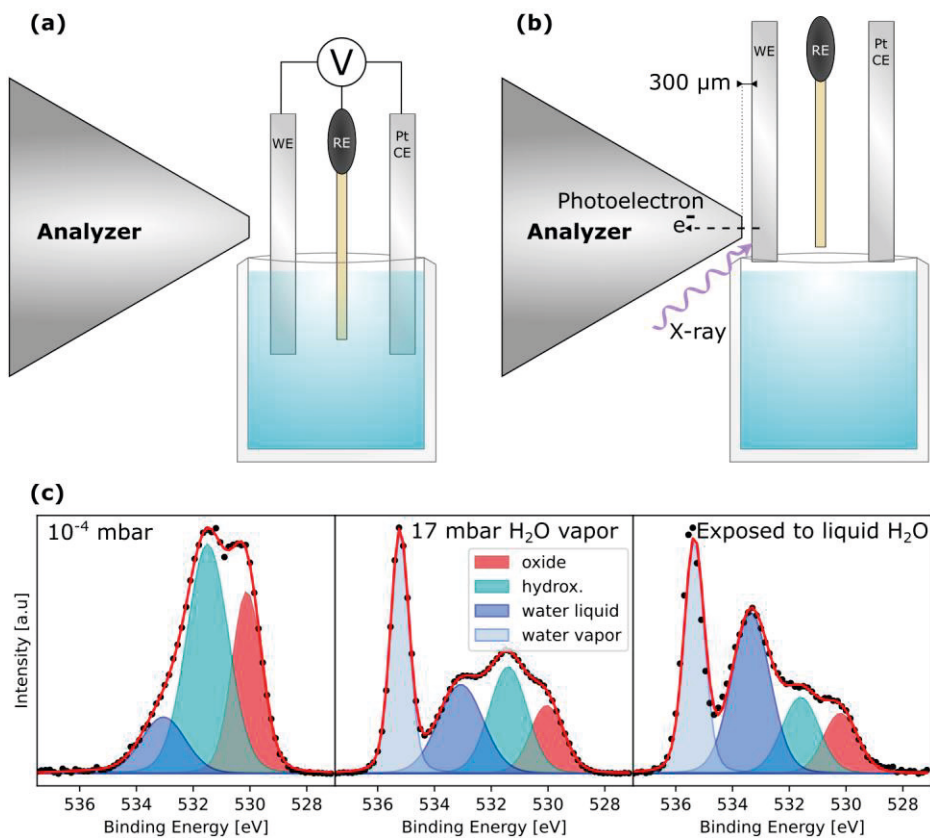 (a)
V
WE
RE
Pt
CE
Analyzer
(b)
WE
RE
Pt
CE
300 µm
Photoelectron
e-
Analyzer
X-ray
(c)
10-4 mbar
17 mbar H2O vapor
Exposed to liquid H2O
oxide
hydrox.
water liquid
water vapor
Intensity [a.u]
536 534 532 530 528
536 534 532 530 528
536 534 532 530 528
Binding Energy [eV]
Binding Energy [eV]
Binding Energy [eV]